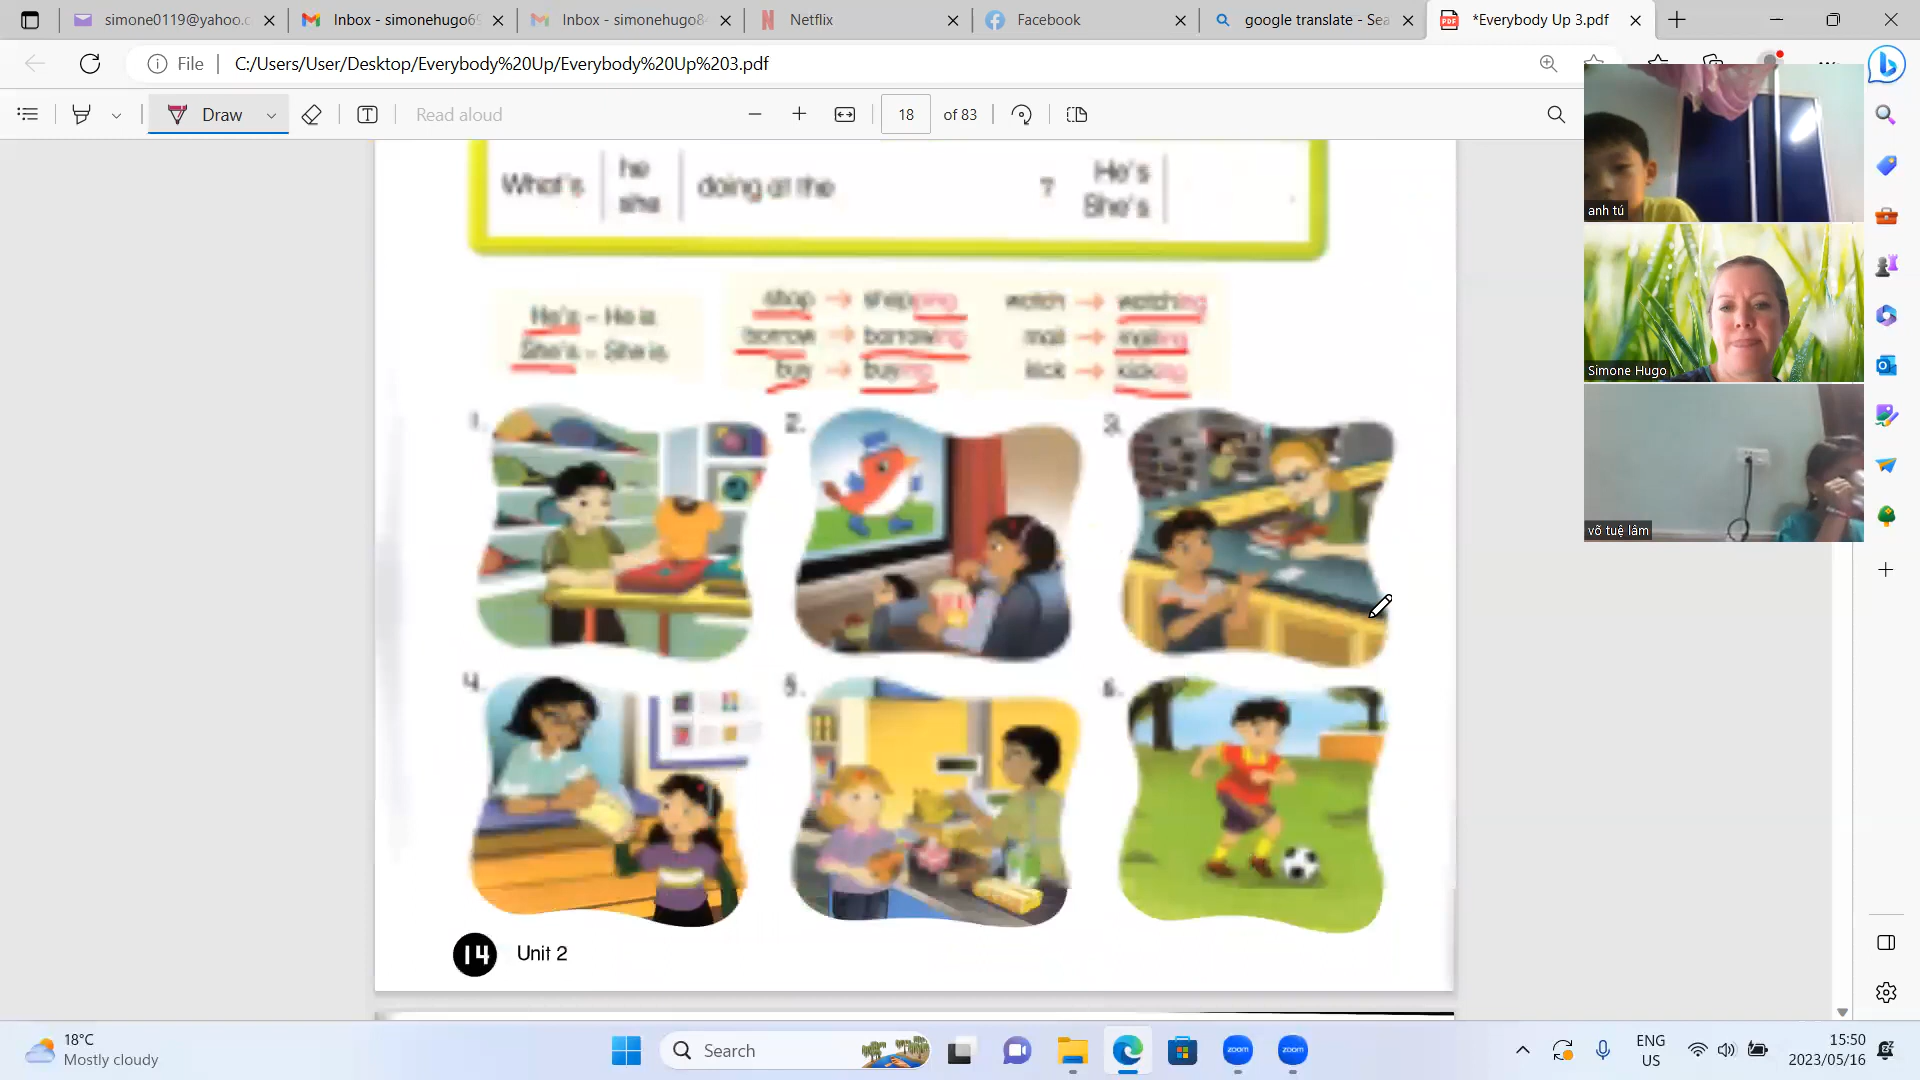 simone0119@yahoo.c
Inbox - simonehugo69
Inbox - simonehugo84
Netflix
Facebook
google translate - Sea
*Everybody Up 3.pdf
File
C:/Users/User/Desktop/Everybody%20Up/Everybody%20Up%203.pdf
Draw
Read aloud
18
of 83
What's
he
she
doing at the
?
He's
She's
He's - He is
She's - She is
shop → shopping
borrow → borrowing
buy → buying
watch → watching
mail → mailing
kick → kicking
1.
2.
3.
4.
5.
6.
14
Unit 2
anh tú
Simone Hugo
võ tuệ lâm
18°C
Mostly cloudy
Search
zoom
zoom
ENG
US
15:50
2023/05/16